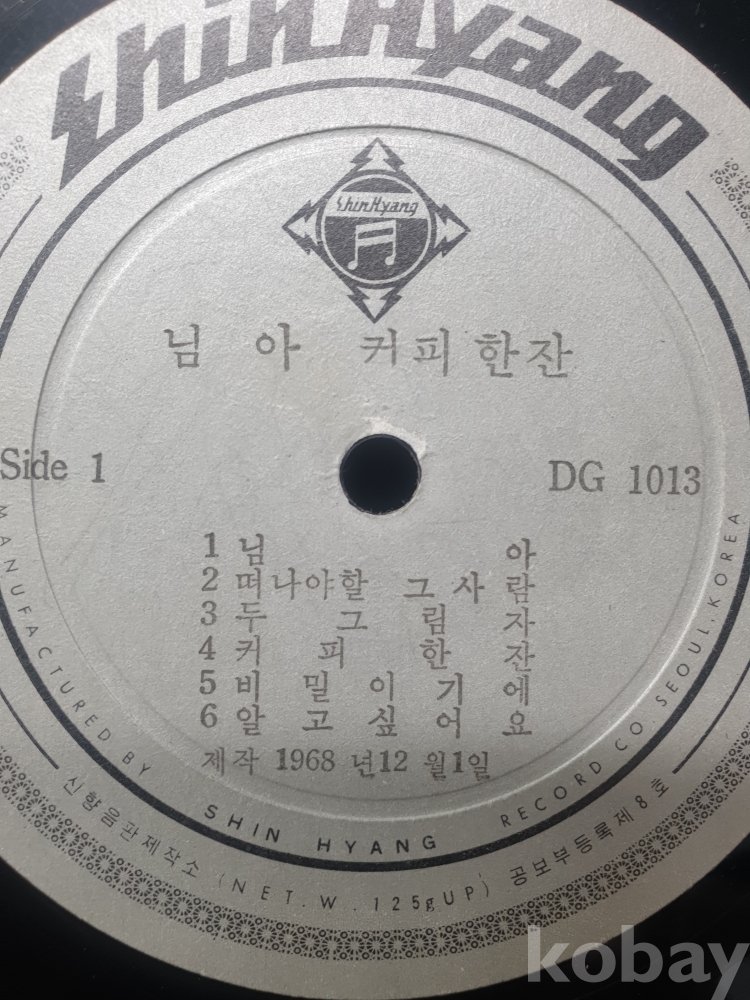 ShinHyang
ShinHyang
님아 커피한잔
Side 1
DG 1013
1 님아
2 떠나야할 그사람
3 두그림자
4 커피한잔
5 비밀이기에
6 알고싶어요
제작 1968 년12 월1일
MANUFACTURED BY SHIN HYANG RECORD CO. SEOUL. KOREA
신향음판제작소 (NET.W.125g UP) 공보부등록제8호
kobay